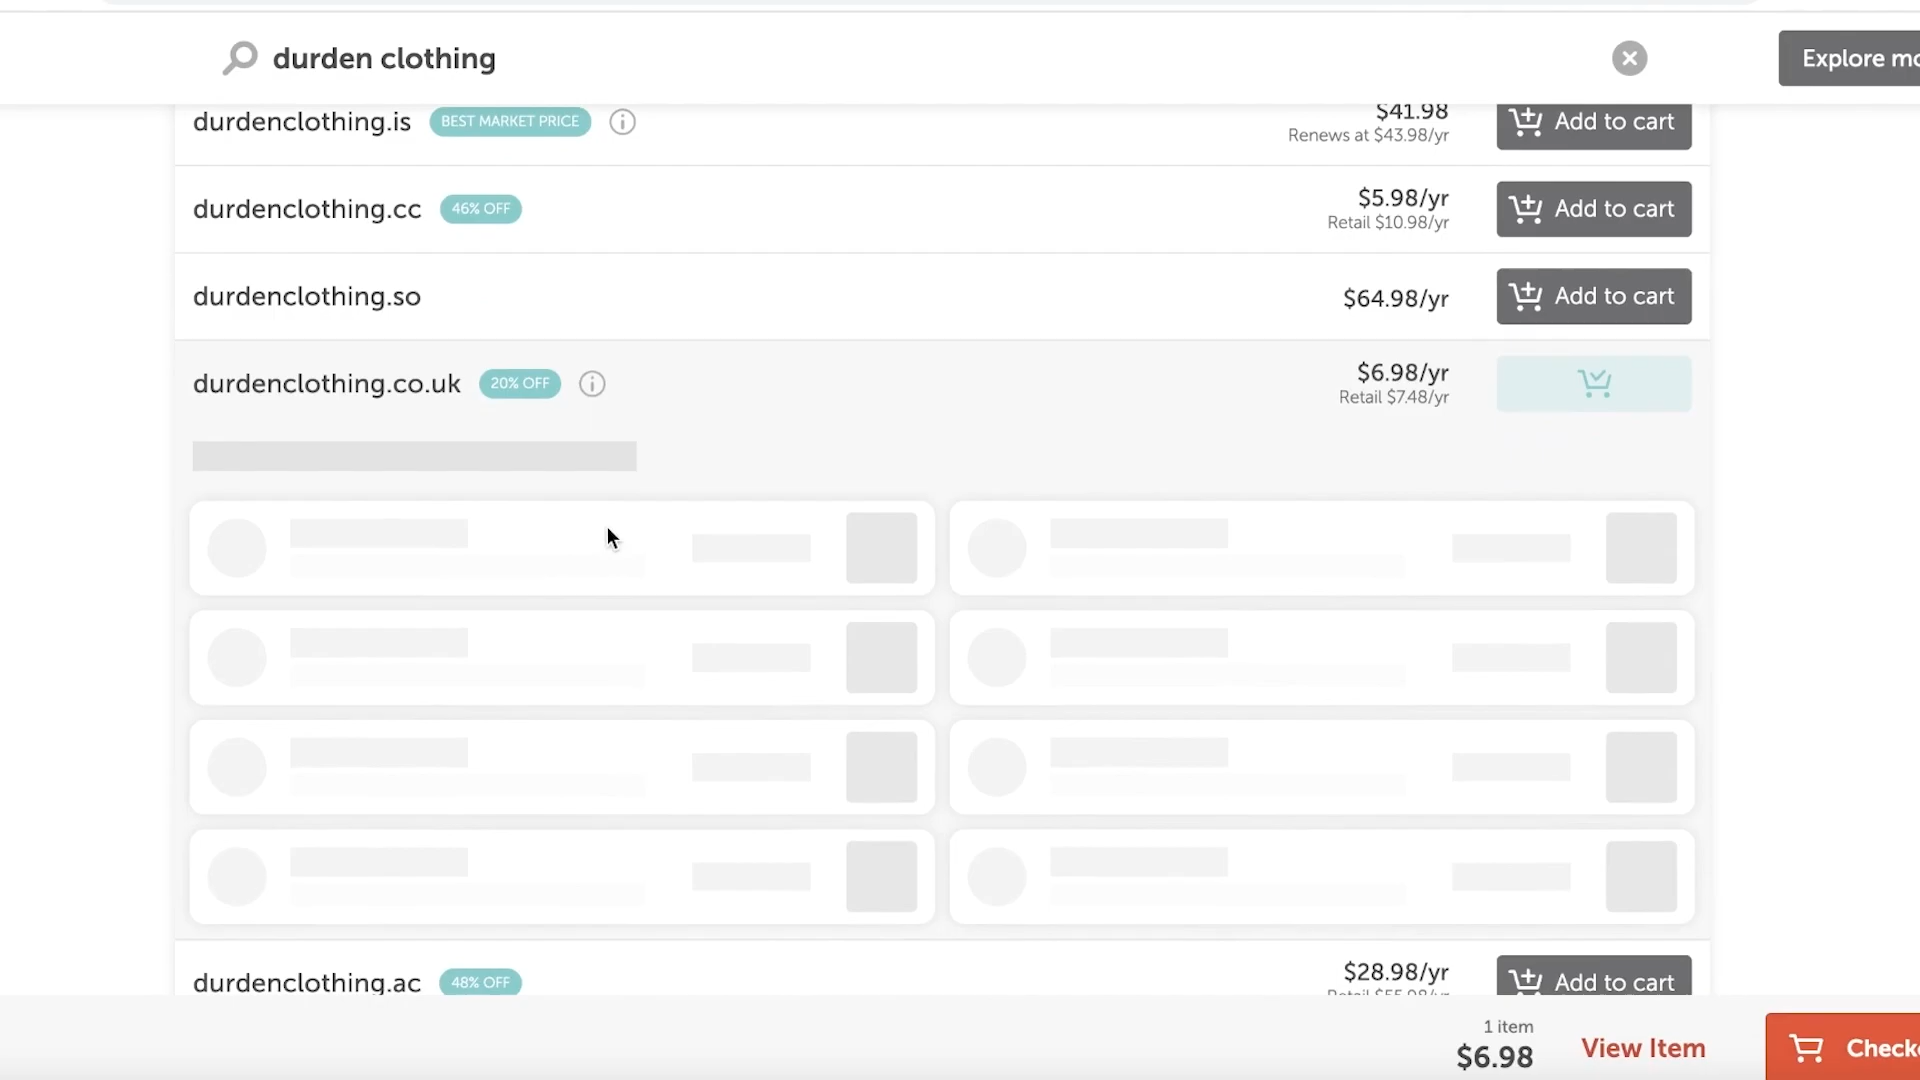 durden clothing
Explore mo
durdenclothing.is BEST MARKET PRICE $41.98 Add to cart
Renews at $43.98/yr
durdenclothing.cc 46% OFF $5.98/yr Add to cart
Retail $10.98/yr
durdenclothing.so $64.98/yr Add to cart
durdenclothing.co.uk 20% OFF $6.98/yr
Retail $7.48/yr
durdenclothing.ac 48% OFF $28.98/yr Add to cart
1 item
$6.98 View Item Checko